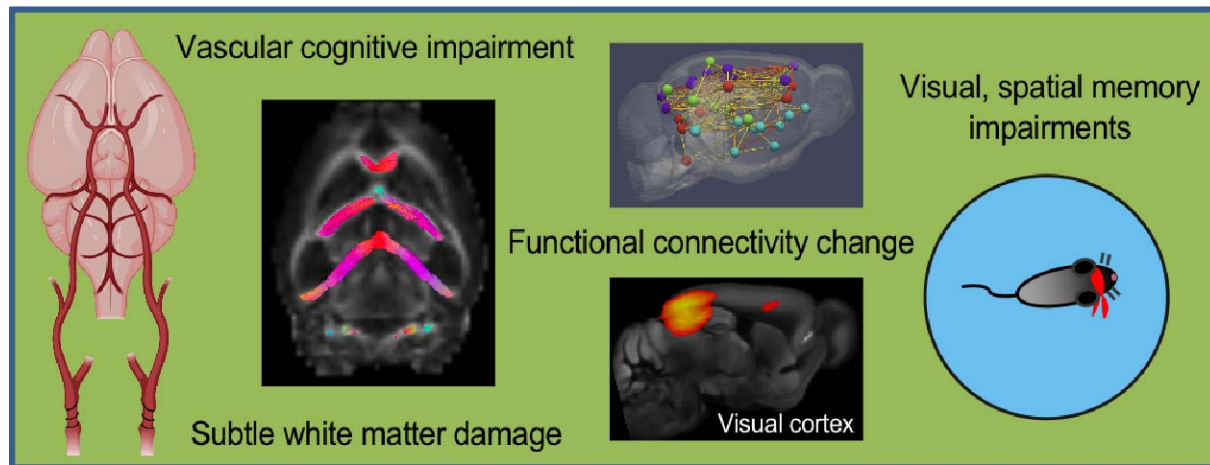 Vascular cognitive impairment
Subtle white matter damage
Functional connectivity change
Visual cortex
Visual, spatial memory
impairments